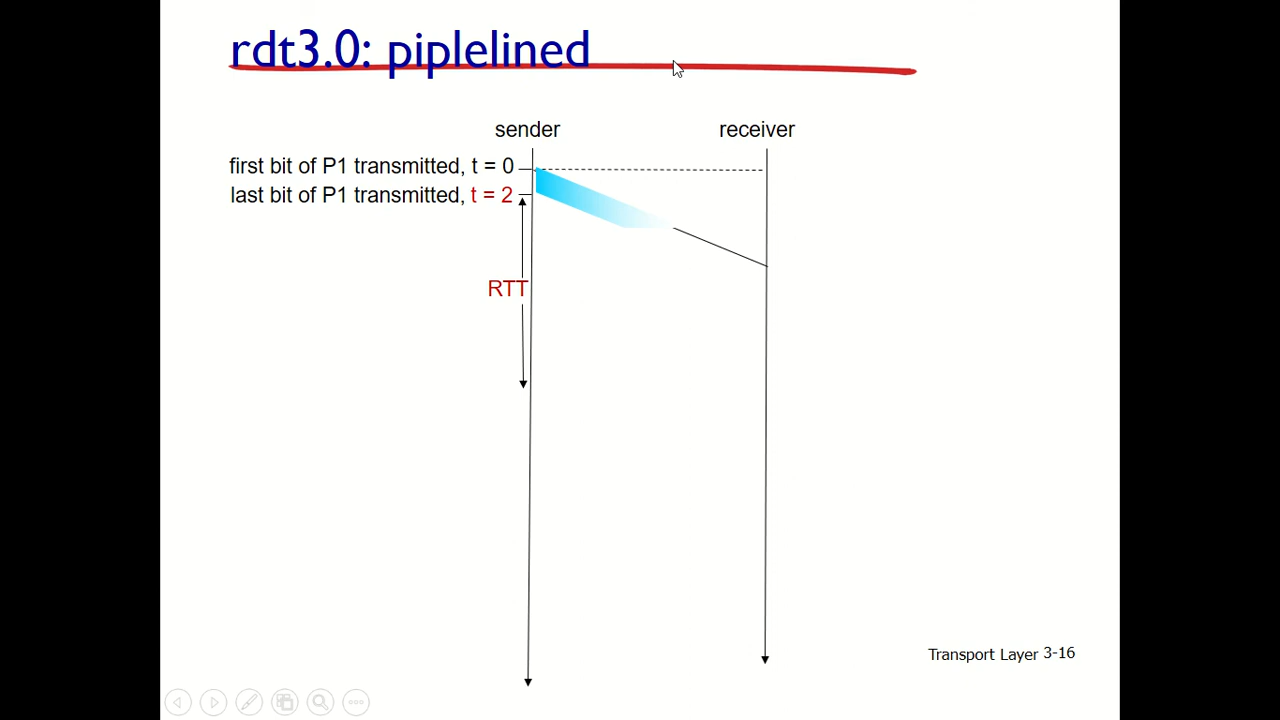 rdt3.0: piplelined
sender receiver
first bit of P1 transmitted, t = 0
last bit of P1 transmitted, t = 2
RTT
Transport Layer 3-16